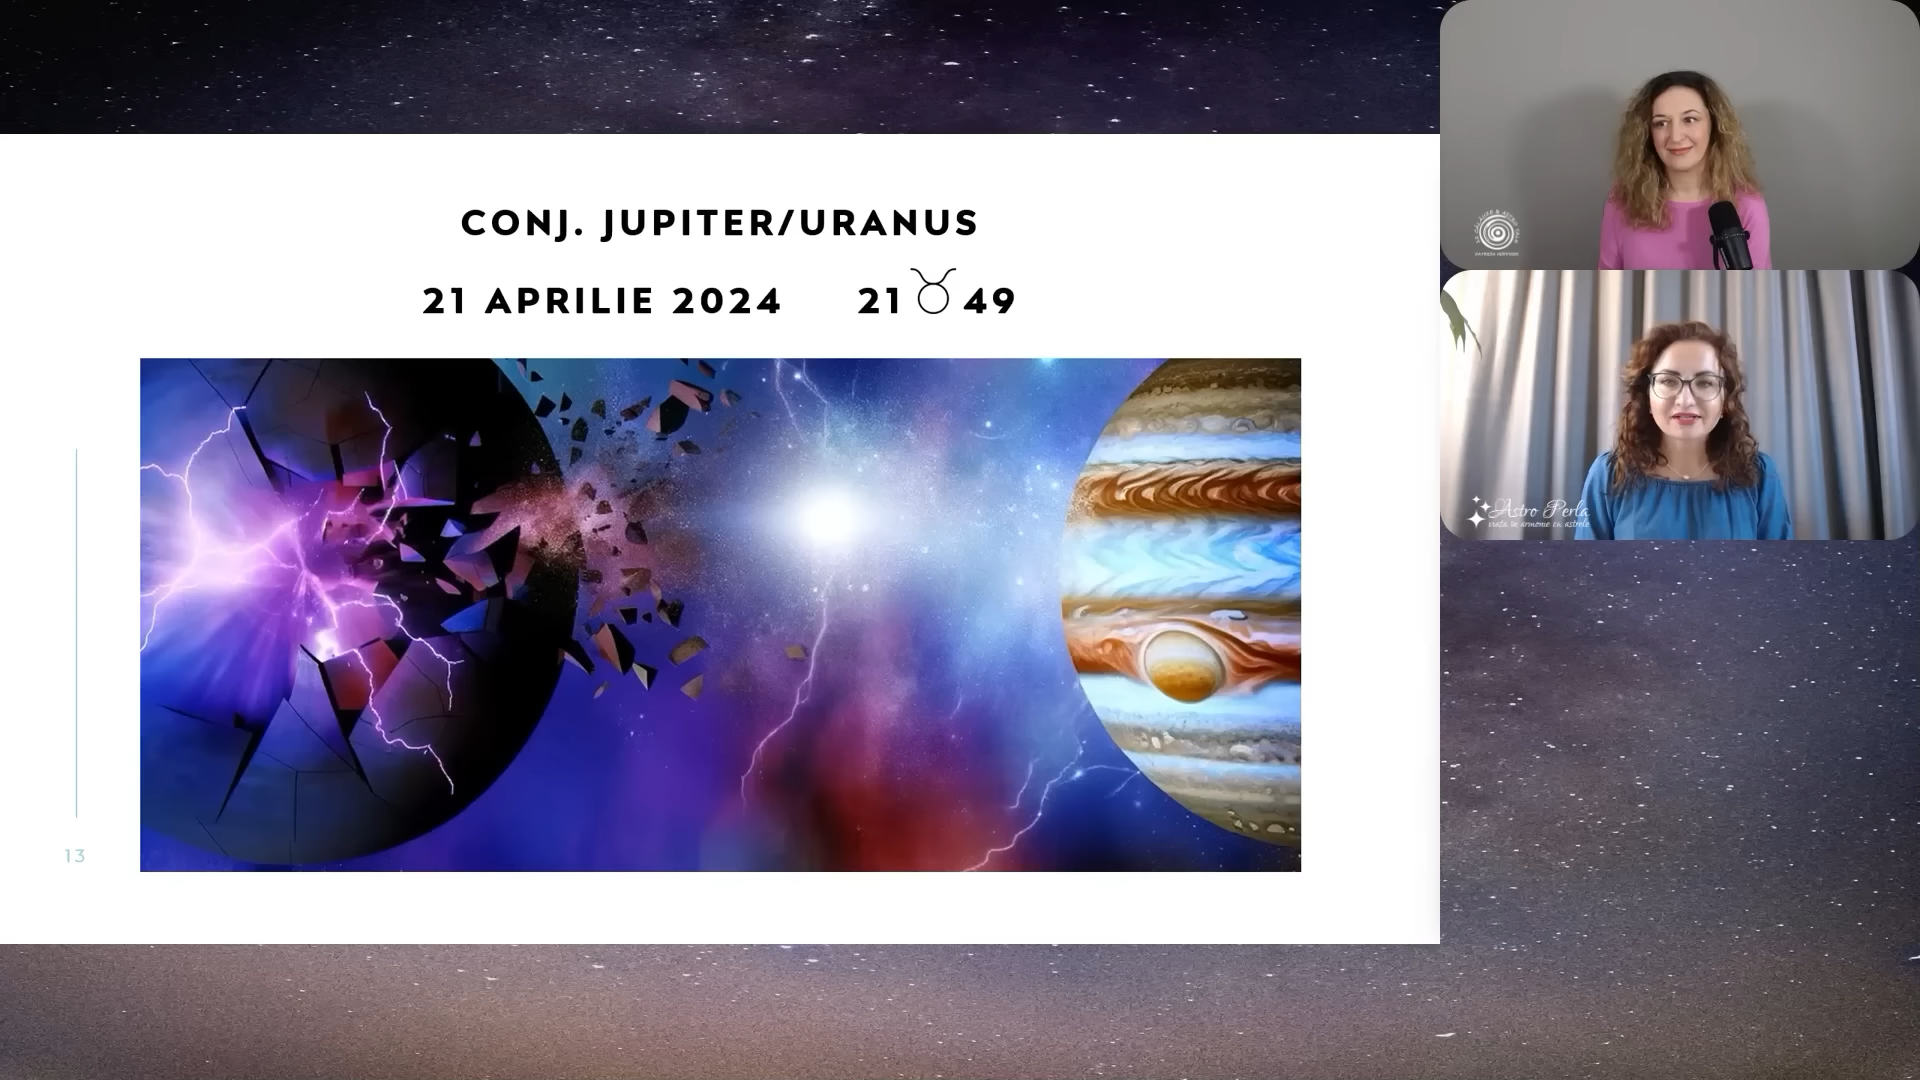 CONJ. JUPITER/URANUS
21 APRILIE 2024 21 ♉ 49
13
Astro Perla
viața în armonie cu astrele